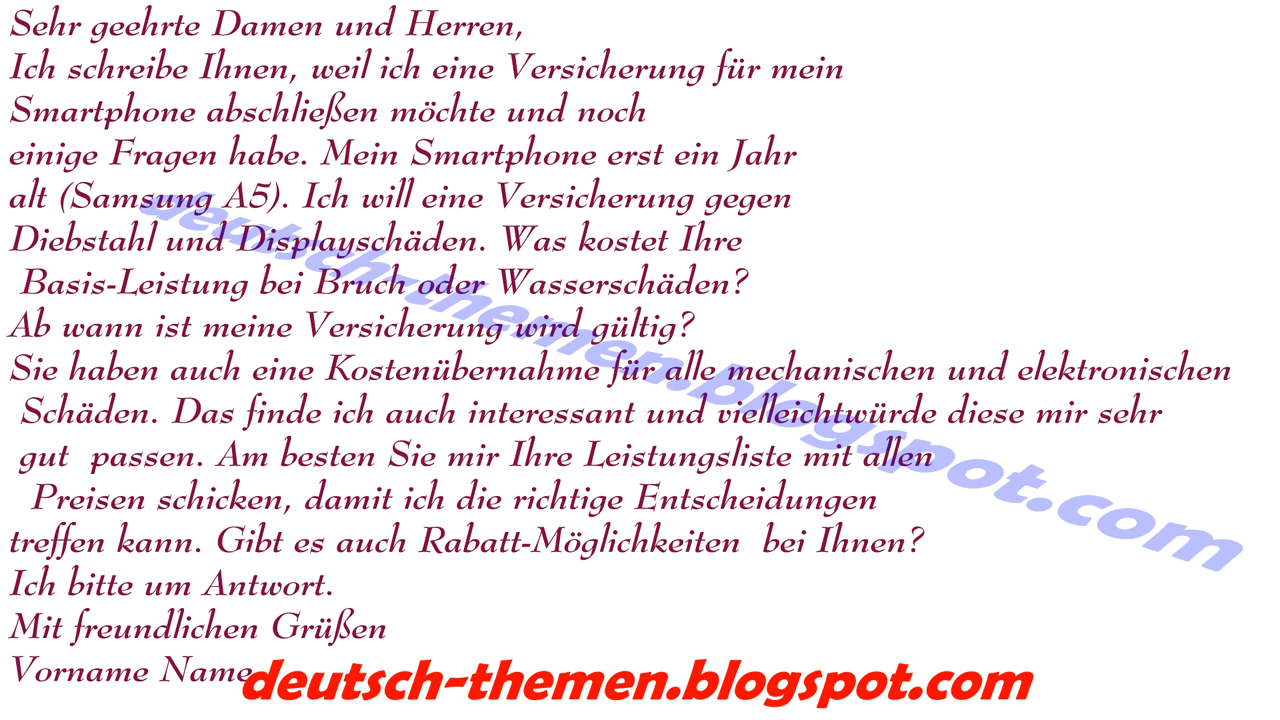 Sehr geehrte Damen und Herren,
Ich schreibe Ihnen, weil ich eine Versicherung für mein
Smartphone abschließen möchte und noch
einige Fragen habe. Mein Smartphone erst ein Jahr
alt (Samsung A5). Ich will eine Versicherung gegen
Diebstahl und Displayschäden. Was kostet Ihre
Basis-Leistung bei Bruch oder Wasserschäden?
Ab wann ist meine Versicherung wird gültig?
Sie haben auch eine Kostenübernahme für alle mechanischen und elektronischen
Schäden. Das finde ich auch interessant und vielleichtwürde diese mir sehr
gut passen. Am besten Sie mir Ihre Leistungsliste mit allen
Preisen schicken, damit ich die richtige Entscheidungen
treffen kann. Gibt es auch Rabatt-Möglichkeiten bei Ihnen?
Ich bitte um Antwort.
Mit freundlichen Grüßen
Vorname Name
deutsch-themen.blogspot.com
deutsch-themen.blogspot.com